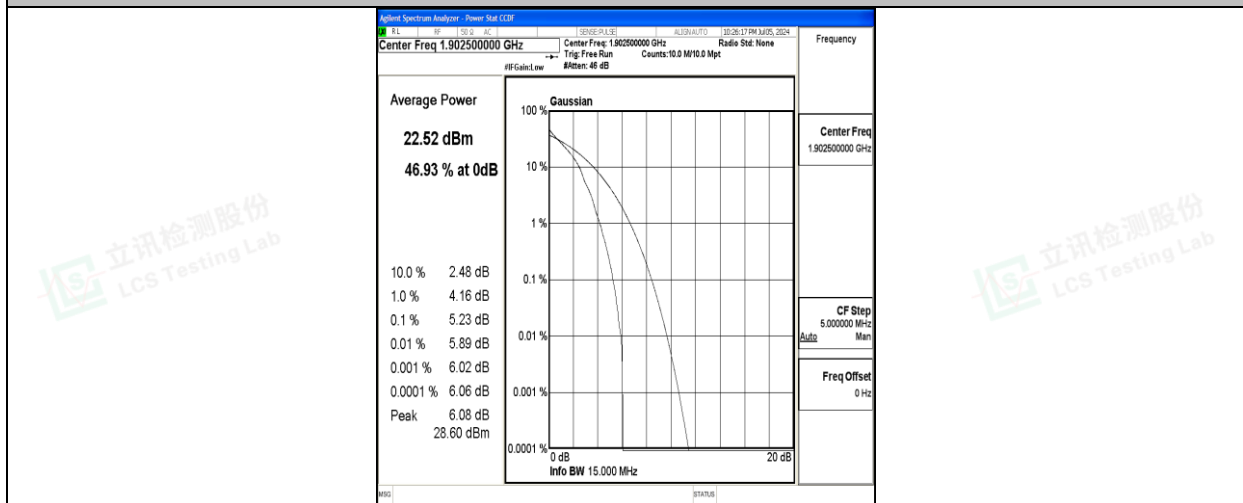 Agilent Spectrum Analyzer - Power Stat CCDF
RL RF 50 Ω AC SENSE:PULSE ALIGNAUTO 10:26:17 PM Jul 05, 2024
Center Freq 1.902500000 GHz
Center Freq: 1.902500000 GHz Radio Std: None
Trig: Free Run Counts:10.0 M/10.0 Mpt
#IFGain:Low #Atten: 46 dB
Frequency
Average Power
22.52 dBm
46.93 % at 0dB
10.0 % 2.48 dB
1.0 % 4.16 dB
0.1 % 5.23 dB
0.01 % 5.89 dB
0.001 % 6.02 dB
0.0001 % 6.06 dB
Peak 6.08 dB
28.60 dBm
Gaussian
100 %
10 %
1 %
0.1 %
0.01 %
0.001 %
0.0001 %
0 dB 20 dB
Info BW 15.000 MHz
Center Freq
1.902500000 GHz
CF Step
5.000000 MHz
Auto Man
Freq Offset
0 Hz
MSG STATUS
立讯检测股份
LCS Testing Lab
立讯检测股份
LCS Testing Lab